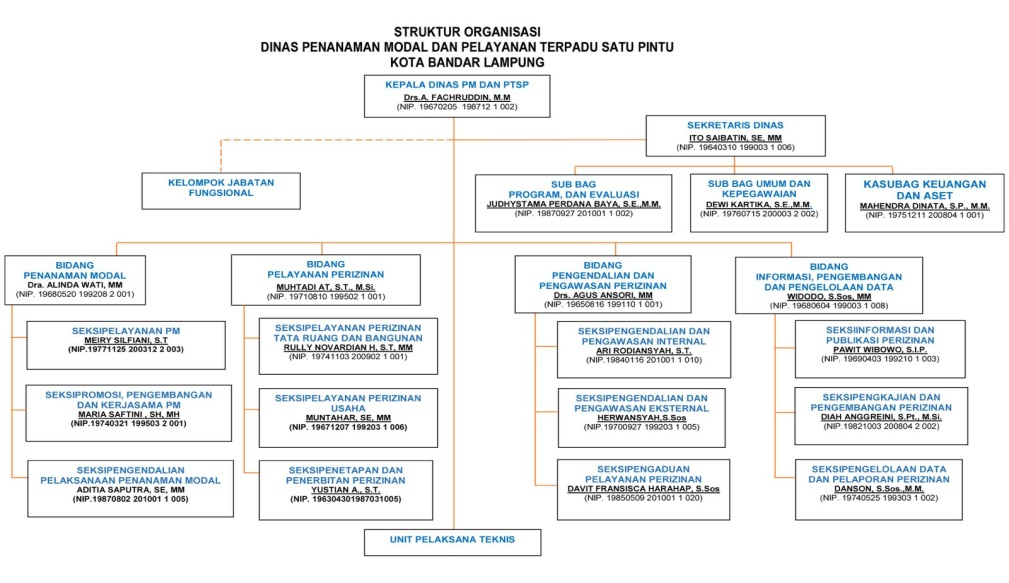 STRUKTUR ORGANISASI
DINAS PENANAMAN MODAL DAN PELAYANAN TERPADU SATU PINTU
KOTA BANDAR LAMPUNG
KEPALA DINAS PM DAN PTSP
Drs.A. FACHRUDDIN, M.M
(NIP. 19670205 198712 1 002)
SEKRETARIS DINAS
ITO SAIBATIN, SE, MM
(NIP. 19640310 199003 1 006)
KELOMPOK JABATAN
FUNGSIONAL
SUB BAG
PROGRAM, DAN EVALUASI
JUDHYSTAMA PERDANA BAYA, S.E.,M.M.
(NIP. 19870927 201001 1 002)
SUB BAG UMUM DAN
KEPEGAWAIAN
DEWI KARTIKA, S.E.,M.M.
(NIP. 19760715 200003 2 002)
KASUBAG KEUANGAN
DAN ASET
MAHENDRA DINATA, S.P., M.M.
(NIP. 19751211 200804 1 001)
BIDANG
PENANAMAN MODAL
Dra. ALINDA WATI, MM
(NIP. 19680520 199208 2 001)
BIDANG
PELAYANAN PERIZINAN
MUHTADI AT, S.T., M.Si.
(NIP. 19710810 199502 1 001)
BIDANG
PENGENDALIAN DAN
PENGAWASAN PERIZINAN
Drs. AGUS ANSORI, MM
(NIP. 19650816 199110 1 001)
BIDANG
INFORMASI, PENGEMBANGAN
DAN PENGELOLAAN DATA
WIDODO, S.Sos, MM
(NIP. 19680604 199003 1 008)
SEKSIPELAYANAN PM
MEIRY SILFIANI, S.T
(NIP.19771125 200312 2 003)
SEKSIPELAYANAN PERIZINAN
TATA RUANG DAN BANGUNAN
RULLY NOVARDIAN H, S.T, MM
(NIP. 19741103 200902 1 001)
SEKSIPENGENDALIAN DAN
PENGAWASAN INTERNAL
ARI RODIANSYAH, S.T.
(NIP. 19840116 201001 1 010)
SEKSIINFORMASI DAN
PUBLIKASI PERIZINAN
PAWIT WIBOWO, S.I.P.
(NIP. 19690403 199210 1 003)
SEKSIPROMOSI, PENGEMBANGAN
DAN KERJASAMA PM
MARIA SAFTINI , SH, MH
(NIP.19740321 199503 2 001)
SEKSIPELAYANAN PERIZINAN
USAHA
MUNTAHAR, SE, MM
(NIP. 19671207 199203 1 006)
SEKSIPENGENDALIAN DAN
PENGAWASAN EKSTERNAL
HERWANSYAH,S.Sos
(NIP.19700927 199203 1 005)
SEKSIPENGKAJIAN DAN
PENGEMBANGAN PERIZINAN
DIAH ANGGREINI, S.Pt., M.Si.
(NIP.19821003 200804 2 002)
SEKSIPENGENDALIAN
PELAKSANAAN PENANAMAN MODAL
ADITIA SAPUTRA, SE, MM
(NIP.19870802 201001 1 005)
SEKSIPENETAPAN DAN
PENERBITAN PERIZINAN
YUSTIAN A., S.T.
(NIP. 196304301987031005)
SEKSIPENGADUAN
PELAYANAN PERIZINAN
DAVIT FRANSISCA HARAHAP, S.Sos
(NIP. 19850509 201001 1 020)
SEKSIPENGELOLAAN DATA
DAN PELAPORAN PERIZINAN
DANSON, S.Sos.,M.M.
(NIP. 19740525 199303 1 002)
UNIT PELAKSANA TEKNIS